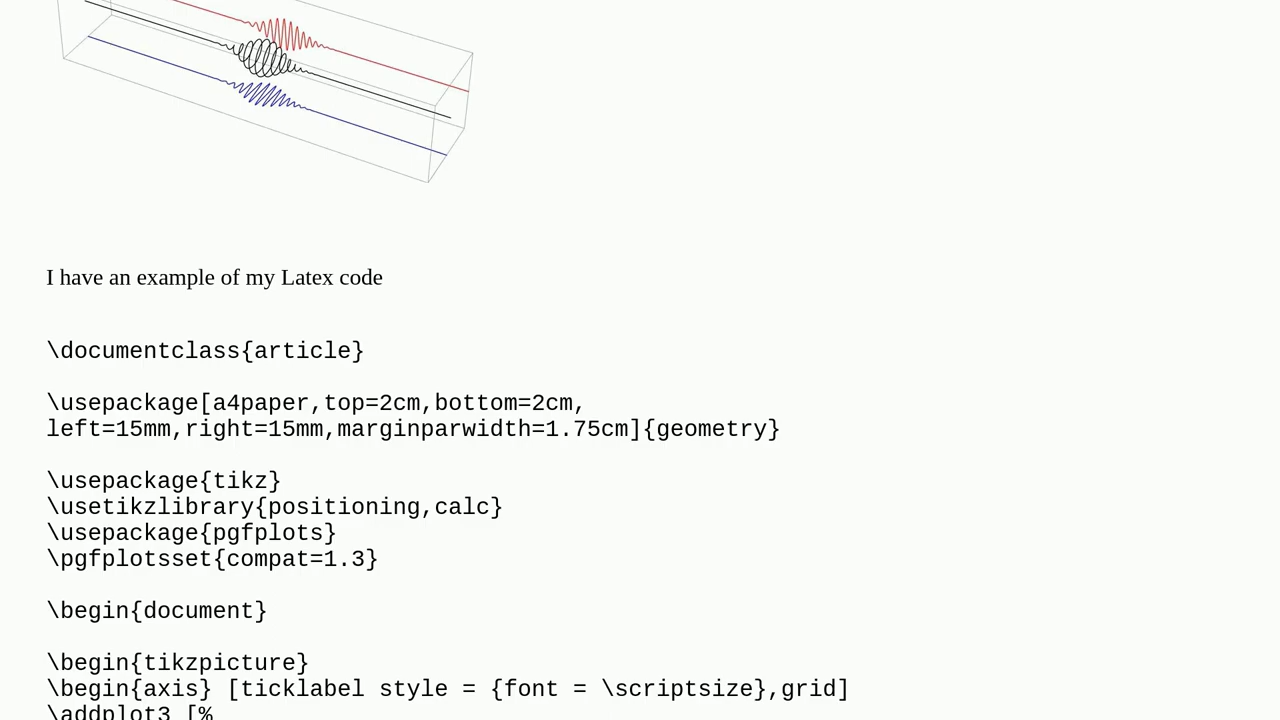 I have an example of my Latex code
\documentclass{article}
\usepackage[a4paper,top=2cm,bottom=2cm,
left=15mm,right=15mm,marginparwidth=1.75cm]{geometry}
\usepackage{tikz}
\usetikzlibrary{positioning,calc}
\usepackage{pgfplots}
\pgfplotsset{compat=1.3}
\begin{document}
\begin{tikzpicture}
\begin{axis} [ticklabel style = {font = \scriptsize},grid]
\addplot3 [%